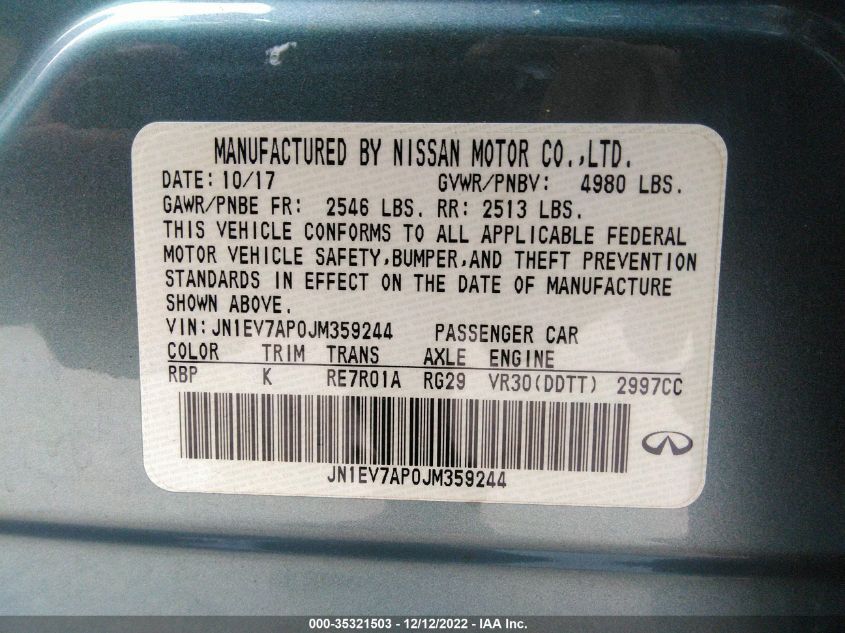 MANUFACTURED BY NISSAN MOTOR CO.,LTD.
DATE: 10/17 GVWR/PNBV: 4980 LBS.
GAWR/PNBE FR: 2546 LBS. RR: 2513 LBS.
THIS VEHICLE CONFORMS TO ALL APPLICABLE FEDERAL
MOTOR VEHICLE SAFETY,BUMPER,AND THEFT PREVENTION
STANDARDS IN EFFECT ON THE DATE OF MANUFACTURE
SHOWN ABOVE.
VIN:JN1EV7AP0JM359244 PASSENGER CAR
COLOR TRIM TRANS AXLE ENGINE
RBP K RE7R01A RG29 VR30(DDTT) 2997CC
JN1EV7AP0JM359244
000-35321503 - 12/12/2022 - IAA Inc.